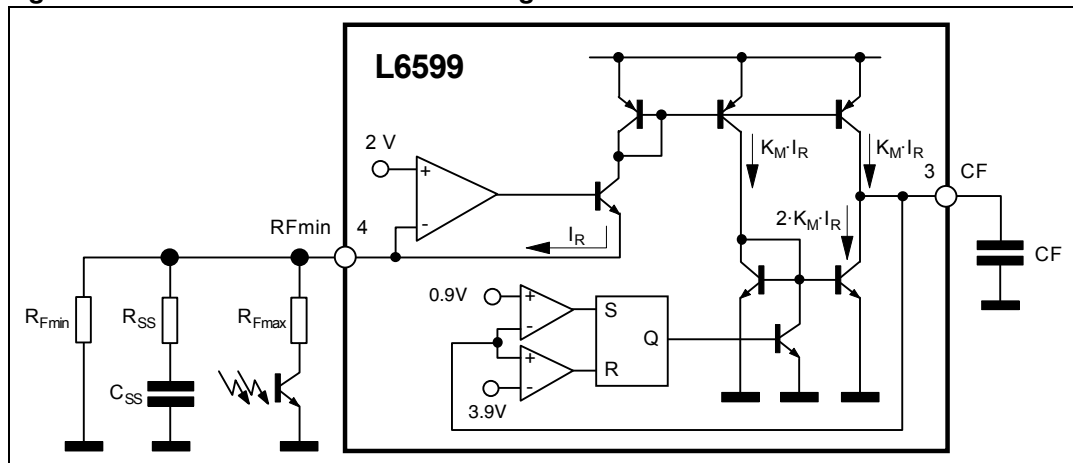 L6599
2 V
+
-
K_M·I_R
K_M·I_R
3
CF
RFmin
4
I_R
2·K_M·I_R
CF
R_Fmin
R_SS
R_Fmax
0.9V
+
-
S
Q
C_SS
+
-
R
3.9V